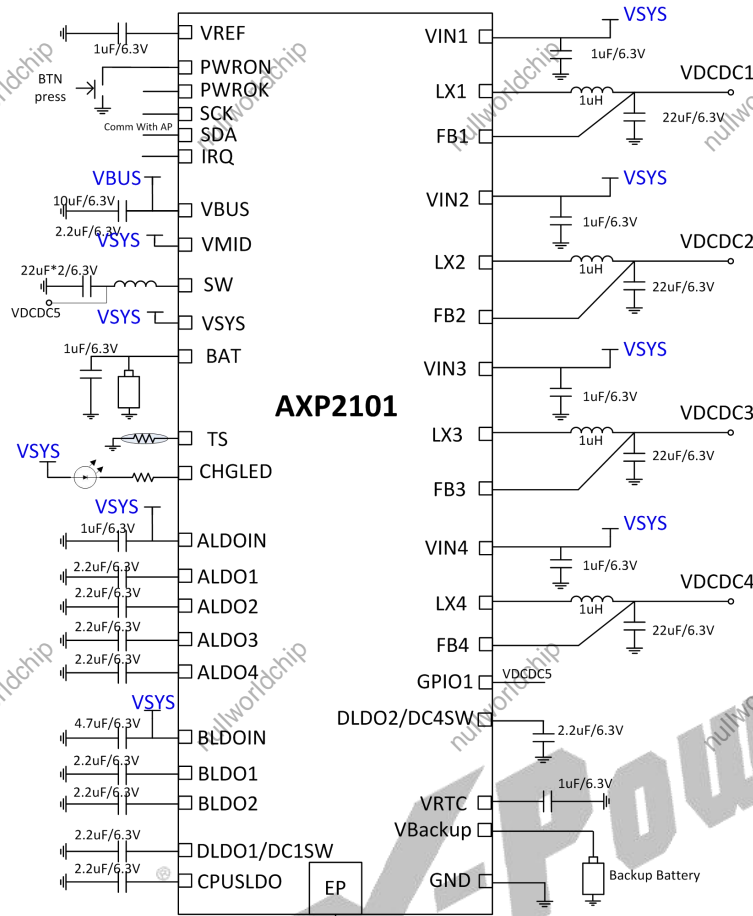 VREF
1uF/6.3V
PWRON
BTN
press
PWROK
SCK
Comm With AP
SDA
IRQ
VBUS
10uF/6.3V
VBUS
2.2uF/6.3V
VSYS
VMID
22uF*2/6.3V
SW
VDCDC5
VSYS
VSYS
1uF/6.3V
BAT
AXP2101
TS
VSYS
CHGLED
VSYS
1uF/6.3V
ALDOIN
2.2uF/6.3V
ALDO1
2.2uF/6.3V
ALDO2
2.2uF/6.3V
ALDO3
2.2uF/6.3V
ALDO4
VSYS
4.7uF/6.3V
BLDOIN
2.2uF/6.3V
BLDO1
2.2uF/6.3V
BLDO2
2.2uF/6.3V
DLDO1/DC1SW
2.2uF/6.3V
CPUSLDO
EP
VSYS
VIN1
1uF/6.3V
VDCDC1
LX1
1uH
22uF/6.3V
FB1
VSYS
VIN2
1uF/6.3V
VDCDC2
LX2
1uH
22uF/6.3V
FB2
VSYS
VIN3
1uF/6.3V
VDCDC3
LX3
1uH
22uF/6.3V
FB3
VSYS
VIN4
1uF/6.3V
VDCDC4
LX4
1uH
22uF/6.3V
FB4
GPIO1
VDCDC5
DLDO2/DC4SW
2.2uF/6.3V
1uF/6.3V
VRTC
VBackup
Backup Battery
GND
nullworldchip
nullworldchip
®